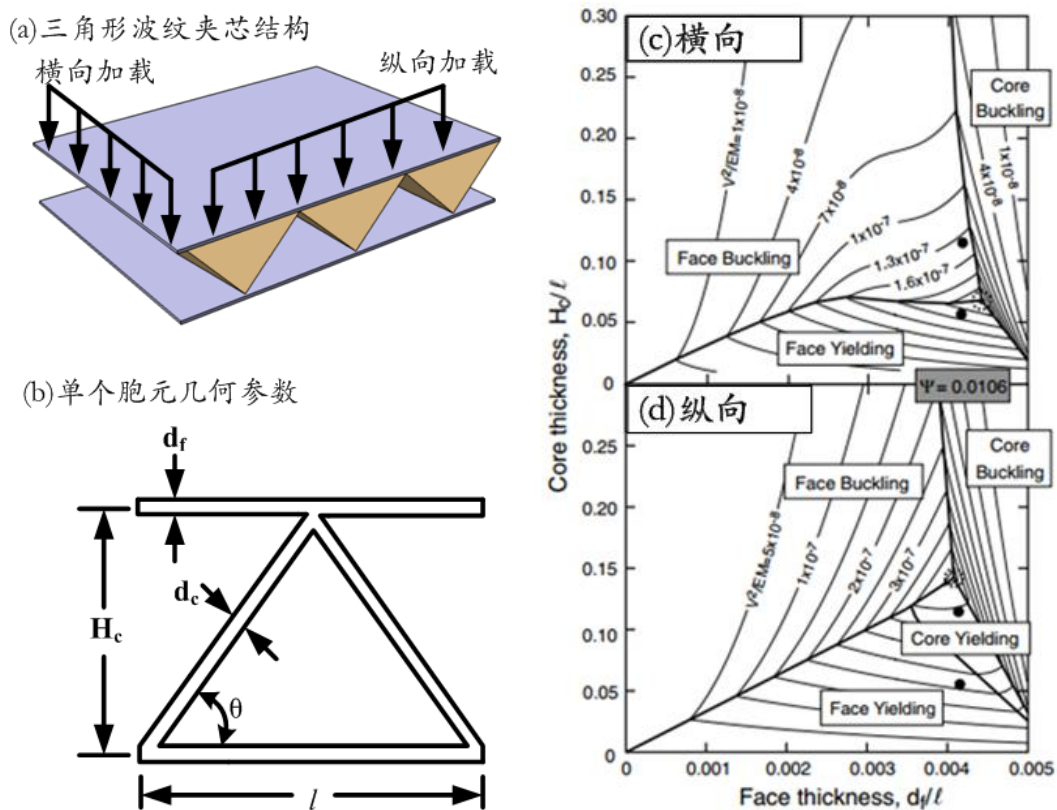 (a)三角形波纹夹芯结构
横向加载
纵向加载
(b)单个胞元几何参数
d_f
d_c
H_c
θ
l
(c)横向
0.30
0.25
0.20
0.15
0.10
0.05
0
Core thickness, H_c/ℓ
V²/EM=1x10⁻⁸
4x10⁻⁸
7x10⁻⁸
1x10⁻⁷
1.3x10⁻⁷
1.6x10⁻⁷
Core
Buckling
1x10⁻⁸
4x10⁻⁸
Face Buckling
Face Yielding
Ψ = 0.0106
(d)纵向
0.25
0.20
0.15
0.10
0.05
0
V²/EM=5x10⁻⁸
1x10⁻⁷
2x10⁻⁷
3x10⁻⁷
Face Buckling
Core
Buckling
Core Yielding
Face Yielding
0
0.001
0.002
0.003
0.004
0.005
Face thickness, d_f/ℓ